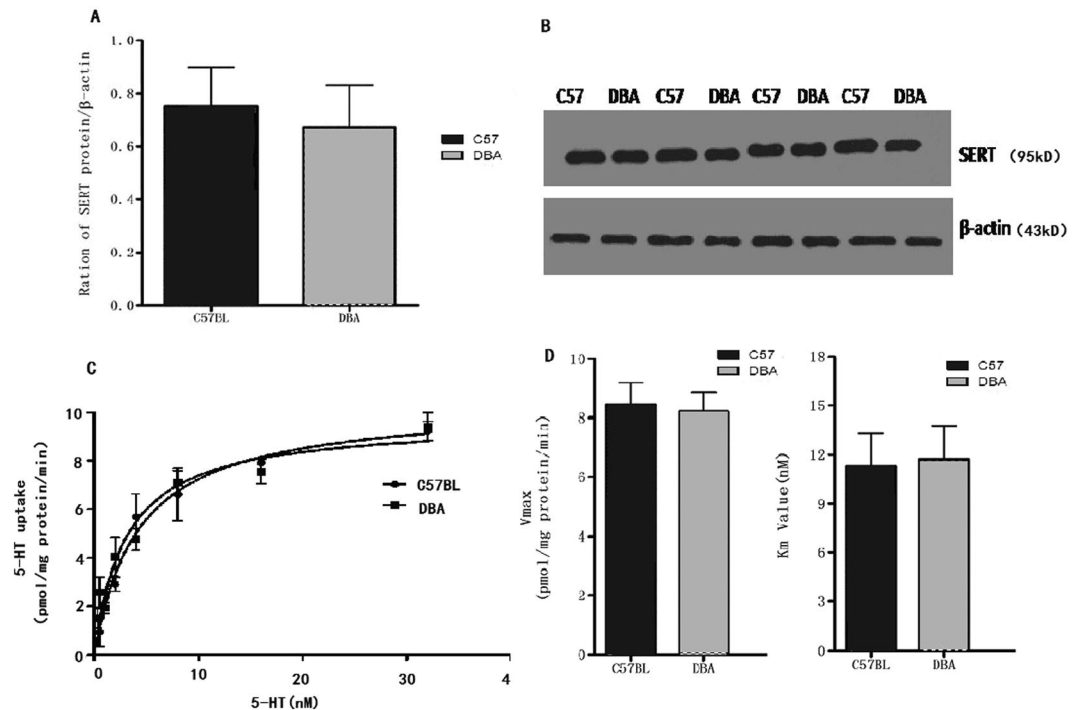 A
Ration of SERT protein/β-actin
1.0
0.8
0.6
0.4
0.2
0.0
C57BL
DBA
C57
DBA
B
C57 DBA C57 DBA C57 DBA C57 DBA
SERT (95kD)
β-actin (43kD)
C
5-HT uptake
(pmol/mg protein/min)
10
8
6
4
2
0
0 10 20 30 4
5-HT(nM)
C57BL
DBA
D
Vmax
(pmol/mg protein/min)
10
8
6
4
2
0
C57BL DBA
C57
DBA
Km Value(nM)
18
15
12
9
6
3
0
C57BL DBA
C57
DBA